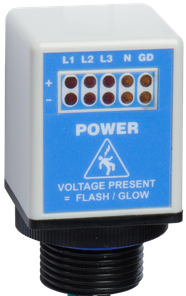 L1 L2 L3 N GD
+
-
POWER
VOLTAGE PRESENT
= FLASH / GLOW